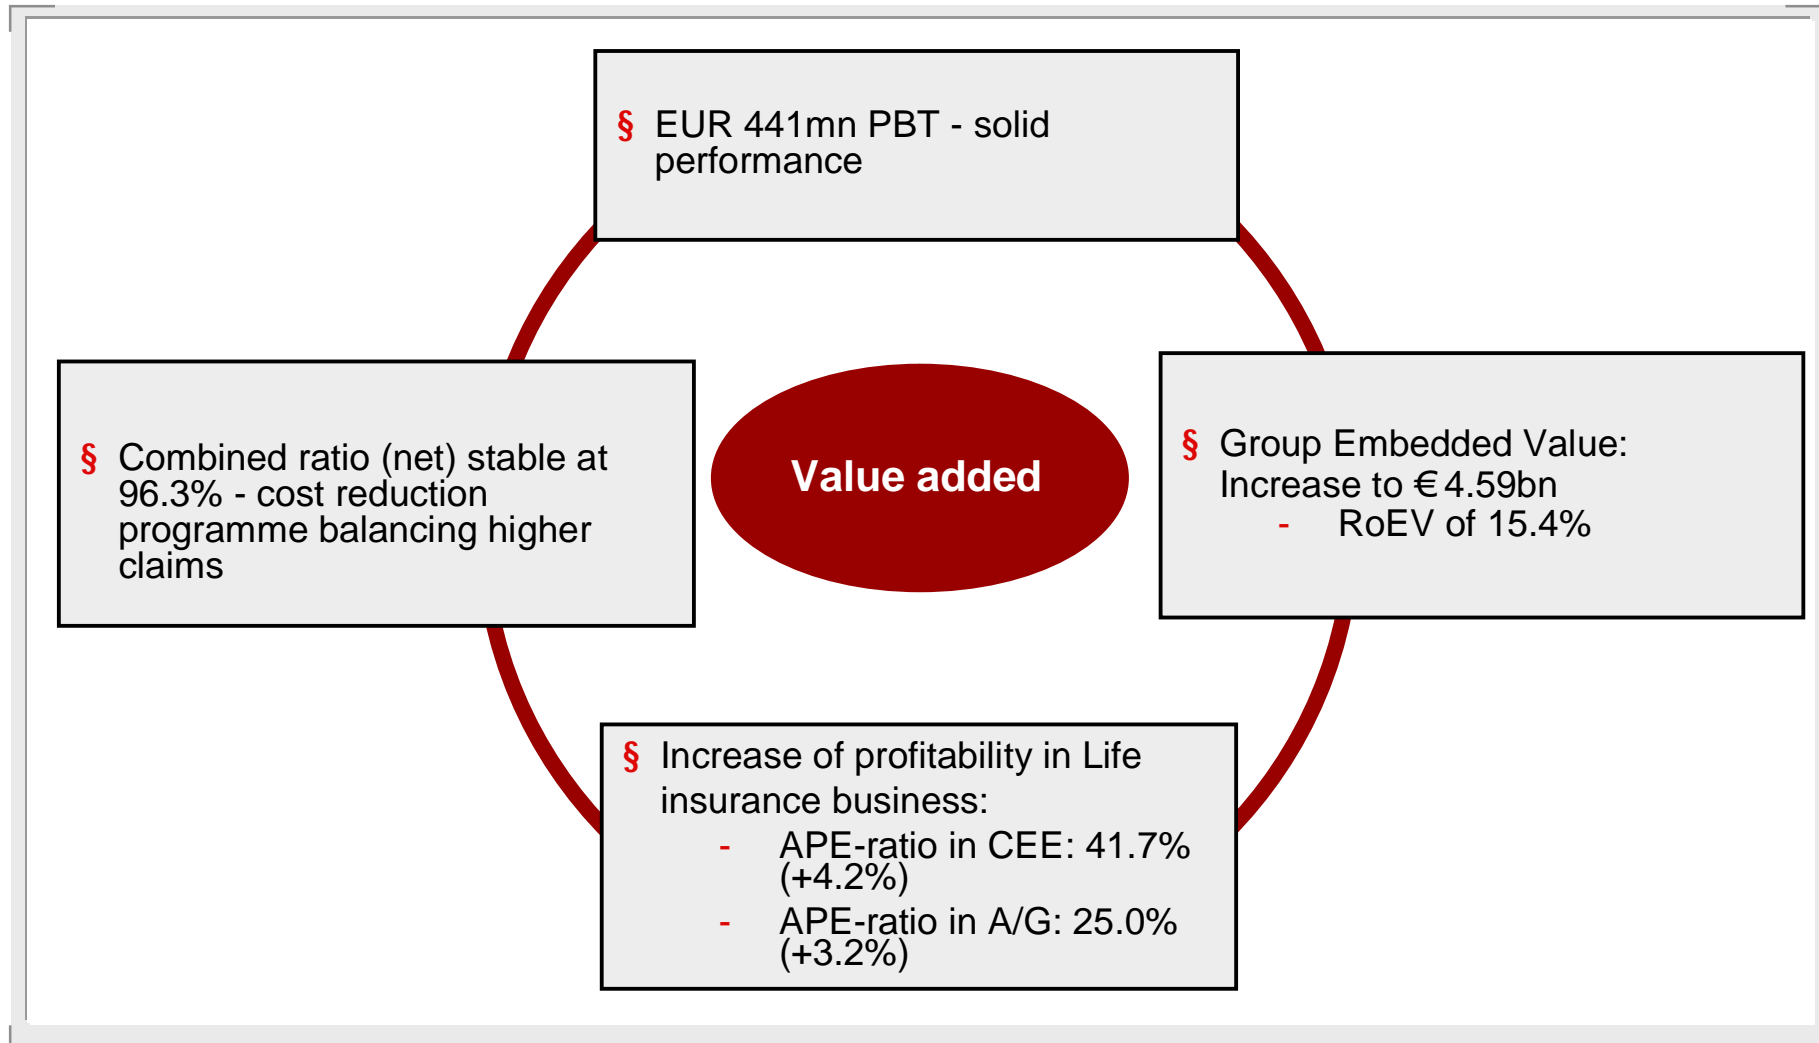 § EUR 441mn PBT - solid
performance
§ Combined ratio (net) stable at
96.3% - cost reduction
programme balancing higher
claims
Value added
§ Group Embedded Value:
Increase to €4.59bn
- RoEV of 15.4%
§ Increase of profitability in Life
insurance business:
- APE-ratio in CEE: 41.7%
(+4.2%)
- APE-ratio in A/G: 25.0%
(+3.2%)